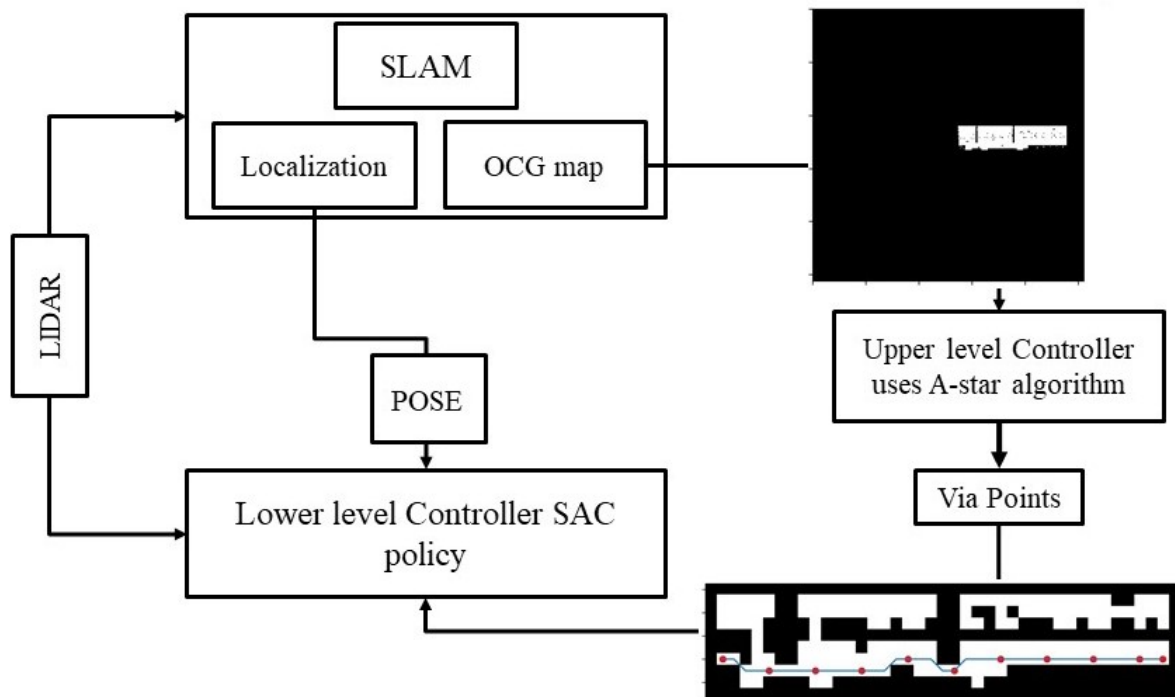 SLAM
Localization
OCG map
LIDAR
Upper level Controller
uses A-star algorithm
POSE
Via Points
Lower level Controller SAC
policy